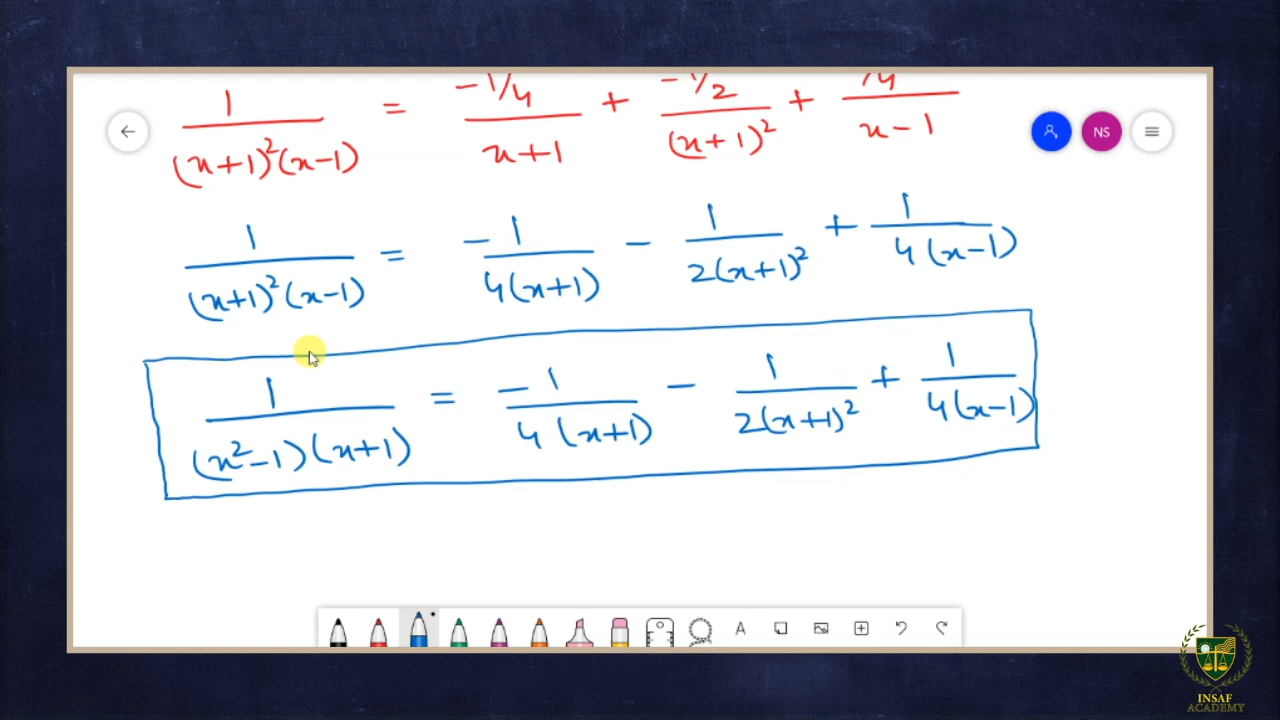 1/((x+1)²(x-1)) = (-1/4)/(x+1) + (-1/2)/(x+1)² + /4/(x-1)
NS
1/((x+1)²(x-1)) = -1/(4(x+1)) - 1/(2(x+1)²) + 1/(4(x-1))
1/((x²-1)(x+1)) = -1/(4(x+1)) - 1/(2(x+1)²) + 1/(4(x-1))
A
INSAF
ACADEMY